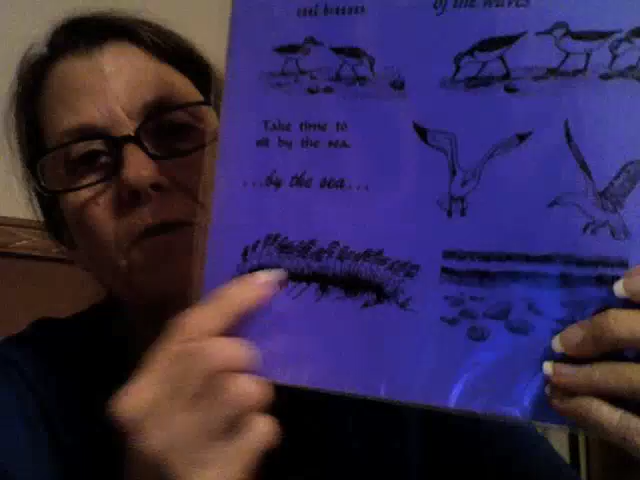 cool breezes
of the waves
Take time to
sit by the sea.
...by the sea...